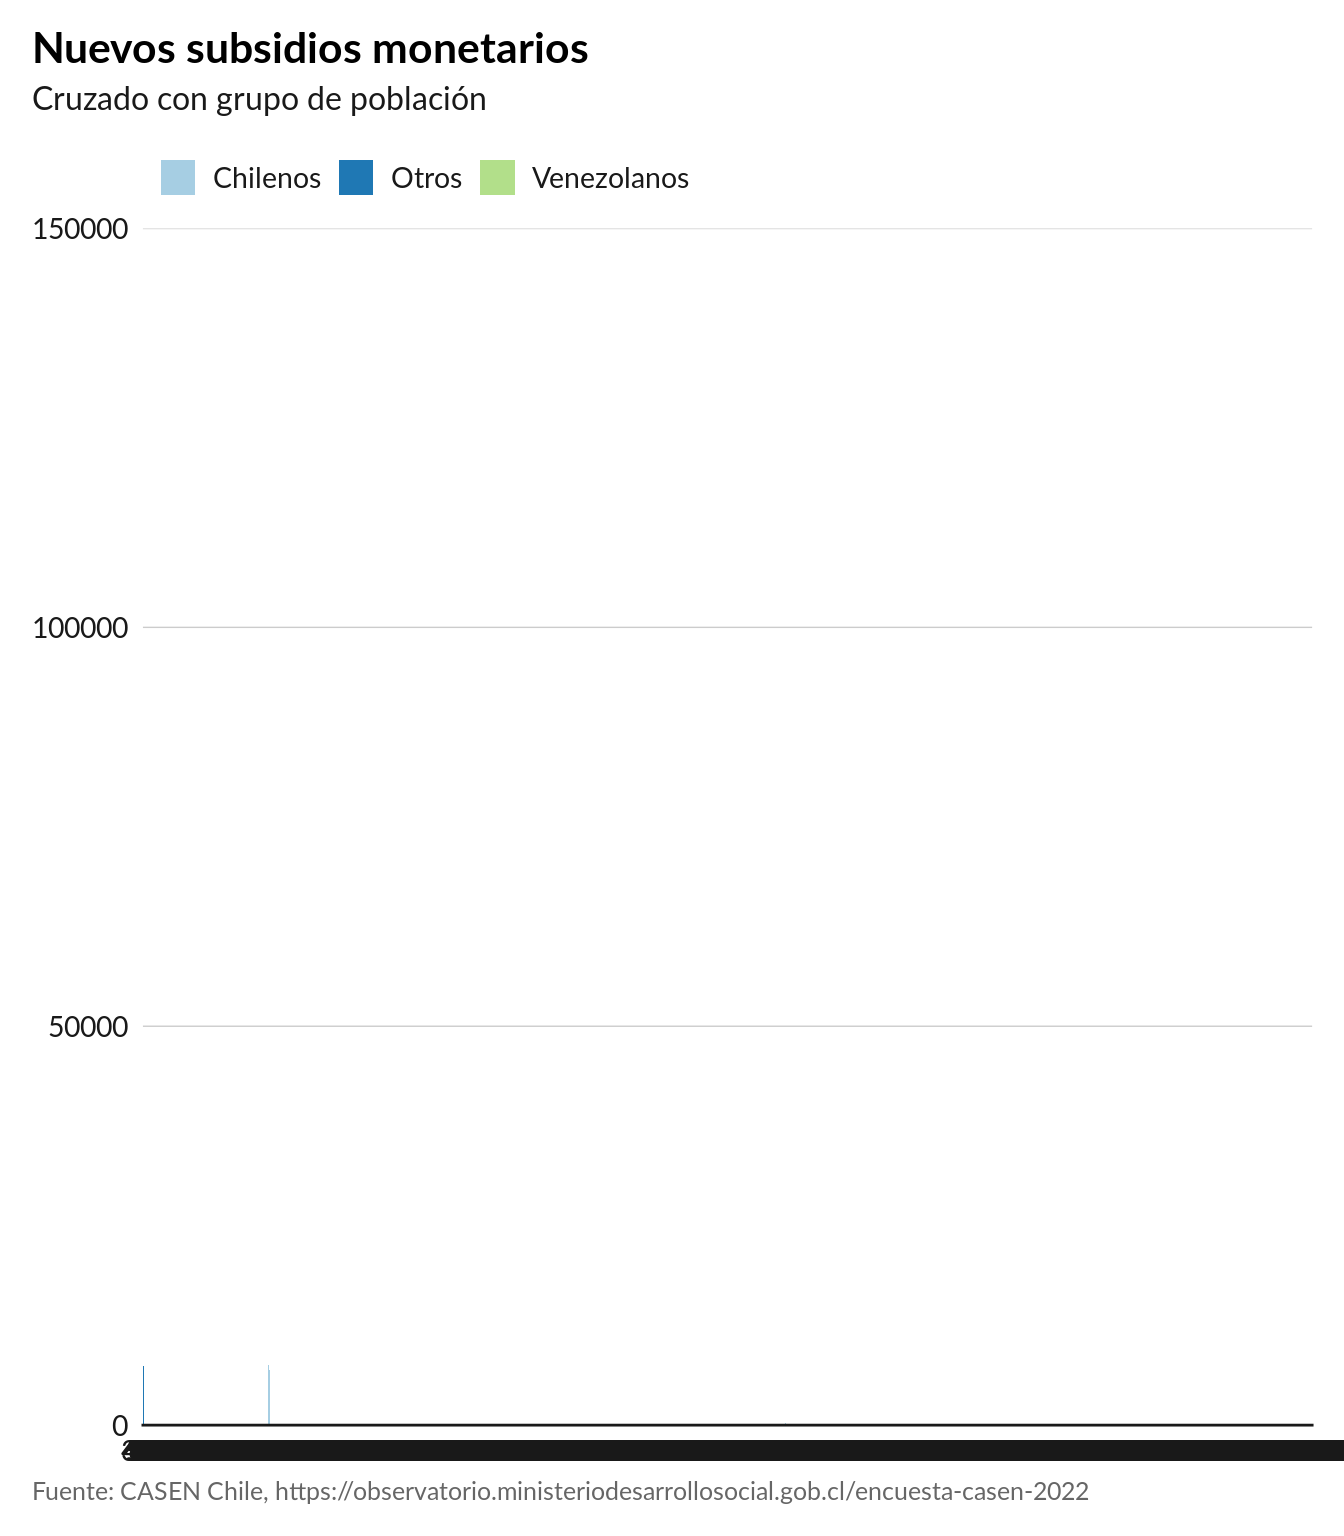 Nuevos subsidios monetarios
Cruzado con grupo de población
Chilenos Otros Venezolanos
150000
100000
50000
0
Fuente: CASEN Chile, https://observatorio.ministeriodesarrollosocial.gob.cl/encuesta-casen-2022